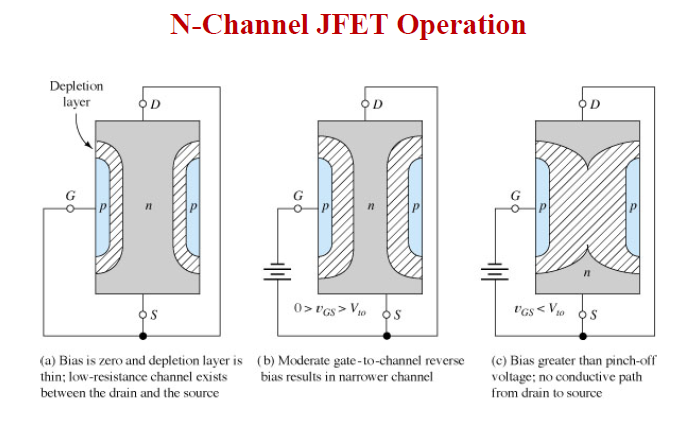 N-Channel JFET Operation
Depletion
layer
D
G
p
n
p
S
(a) Bias is zero and depletion layer is
thin; low-resistance channel exists
between the drain and the source
D
G
p
n
p
0 > vGS > Vto
S
(b) Moderate gate-to-channel reverse
bias results in narrower channel
D
G
p
p
n
vGS < Vto
S
(c) Bias greater than pinch-off
voltage; no conductive path
from drain to source